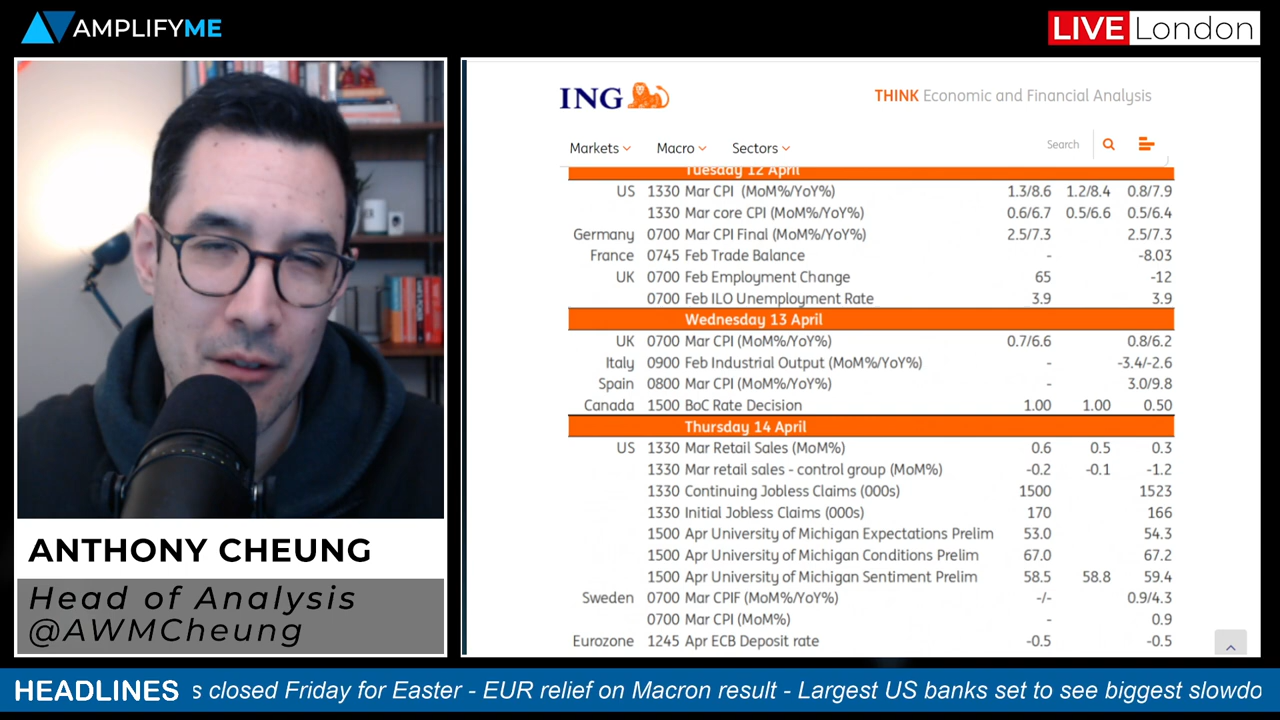 AMPLIFYME
LIVE London
ING
THINK Economic and Financial Analysis
Markets Macro Sectors Search
Tuesday 12 April
US 1330 Mar CPI (MoM%/YoY%) 1.3/8.6 1.2/8.4 0.8/7.9
1330 Mar core CPI (MoM%/YoY%) 0.6/6.7 0.5/6.6 0.5/6.4
Germany 0700 Mar CPI Final (MoM%/YoY%) 2.5/7.3 2.5/7.3
France 0745 Feb Trade Balance - -8.03
UK 0700 Feb Employment Change 65 -12
0700 Feb ILO Unemployment Rate 3.9 3.9
Wednesday 13 April
UK 0700 Mar CPI (MoM%/YoY%) 0.7/6.6 0.8/6.2
Italy 0900 Feb Industrial Output (MoM%/YoY%) - -3.4/-2.6
Spain 0800 Mar CPI (MoM%/YoY%) - 3.0/9.8
Canada 1500 BoC Rate Decision 1.00 1.00 0.50
Thursday 14 April
US 1330 Mar Retail Sales (MoM%) 0.6 0.5 0.3
1330 Mar retail sales - control group (MoM%) -0.2 -0.1 -1.2
1330 Continuing Jobless Claims (000s) 1500 1523
1330 Initial Jobless Claims (000s) 170 166
1500 Apr University of Michigan Expectations Prelim 53.0 54.3
1500 Apr University of Michigan Conditions Prelim 67.0 67.2
1500 Apr University of Michigan Sentiment Prelim 58.5 58.8 59.4
Sweden 0700 Mar CPIF (MoM%/YoY%) -/- 0.9/4.3
0700 Mar CPI (MoM%) - 0.9
Eurozone 1245 Apr ECB Deposit rate -0.5 -0.5
ANTHONY CHEUNG
Head of Analysis
@AWMCheung
HEADLINES s closed Friday for Easter - EUR relief on Macron result - Largest US banks set to see biggest slowdo